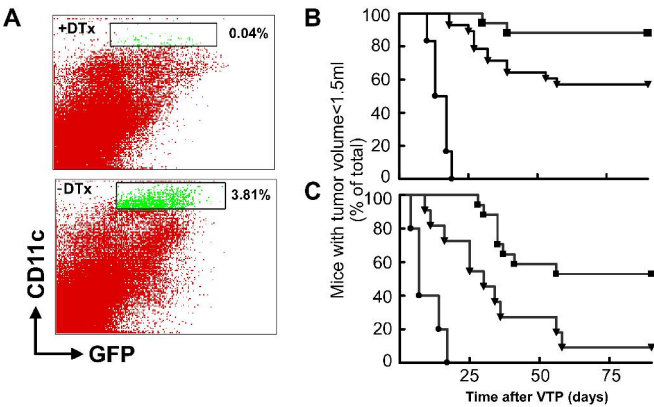 A
+DTx
0.04%
-DTx
3.81%
CD11c
GFP
B
100
80
60
40
20
0
C
100
80
60
40
20
0
25
50
75
Mice with tumor volume<1.5ml
(% of total)
Time after VTP (days)